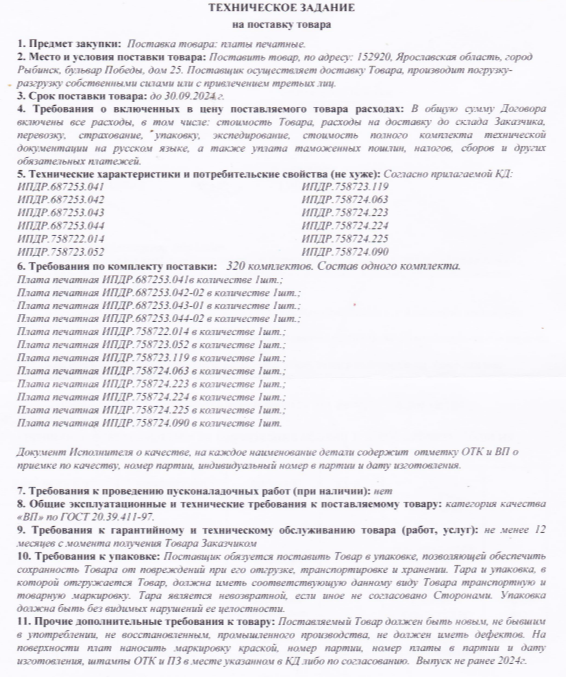 ТЕХНИЧЕСКОЕ ЗАДАНИЕ
на поставку товара
1. Предмет закупки: Поставка товара: платы печатные.
2. Место и условия поставки товара: Поставить товар, по адресу: 152920, Ярославская область, город
Рыбинск, бульвар Победы, дом 25. Поставщик осуществляет доставку Товара, производит погрузку-
разгрузку собственными силами или с привлечением третьих лиц.
3. Срок поставки товара: до 30.09.2024г.
4. Требования о включенных в цену поставляемого товара расходах: В общую сумму Договора
включены все расходы, в том числе: стоимость Товара, расходы на доставку до склада Заказчика,
перевозку, страхование, упаковку, экспедирование, стоимость полного комплекта технической
документации на русском языке, а также уплата таможенных пошлин, налогов, сборов и других
обязательных платежей.
5. Технические характеристики и потребительские свойства (не хуже): Согласно прилагаемой КД:
ИПДР.687253.041 ИПДР.758723.119
ИПДР.687253.042 ИПДР.758724.063
ИПДР.687253.043 ИПДР.758724.223
ИПДР.687253.044 ИПДР.758724.224
ИПДР.758722.014 ИПДР.758724.225
ИПДР.758723.052 ИПДР.758724.090
6. Требования по комплекту поставки: 320 комплектов. Состав одного комплекта.
Плата печатная ИПДР.687253.041в количестве 1шт.;
Плата печатная ИПДР.687253.042-02 в количестве 1шт.;
Плата печатная ИПДР.687253.043-01 в количестве 1шт.;
Плата печатная ИПДР.687253.044-02 в количестве 1шт.;
Плата печатная ИПДР.758722.014 в количестве 1шт.;
Плата печатная ИПДР.758723.052 в количестве 1шт.;
Плата печатная ИПДР.758723.119 в количестве 1шт.;
Плата печатная ИПДР.758724.063 в количестве 1шт.;
Плата печатная ИПДР.758724.223 в количестве 1шт.;
Плата печатная ИПДР.758724.224 в количестве 1шт.;
Плата печатная ИПДР.758724.225 в количестве 1шт.;
Плата печатная ИПДР.758724.090 в количестве 1шт.
Документ Исполнителя о качестве, на каждое наименование детали содержит отметку ОТК и ВП о
приемке по качеству, номер партии, индивидуальный номер в партии и дату изготовления.
7. Требования к проведению пусконаладочных работ (при наличии): нет
8. Общие эксплуатационные и технические требования к поставляемому товару: категория качества
«ВП» по ГОСТ 20.39.411-97.
9. Требования к гарантийному и техническому обслуживанию товара (работ, услуг): не менее 12
месяцев с момента получения Товара Заказчиком
10. Требования к упаковке: Поставщик обязуется поставить Товар в упаковке, позволяющей обеспечить
сохранность Товара от повреждений при его отгрузке, транспортировке и хранении. Тара и упаковка, в
которой отгружается Товар, должна иметь соответствующую данному виду Товара транспортную и
товарную маркировку. Тара является невозвратной, если иное не согласовано Сторонами. Упаковка
должна быть без видимых нарушений ее целостности.
11. Прочие дополнительные требования к товару: Поставляемый Товар должен быть новым, не бывшим
в употреблении, не восстановленным, промышленного производства, не должен иметь дефектов. На
поверхности плат наносить маркировку краской, номер партии, номер платы в партии и дату
изготовления, штампы ОТК и ПЗ в месте указанном в КД либо по согласованию. Выпуск не ранее 2024г.